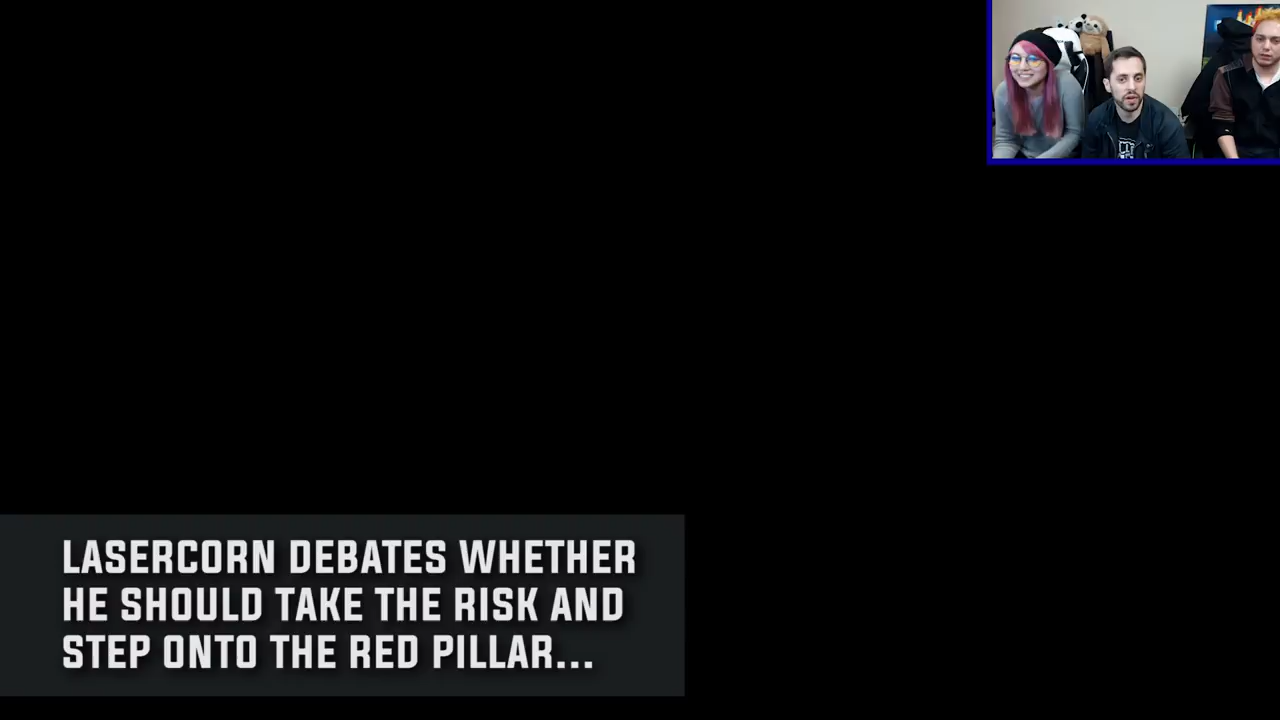 LASERCORN DEBATES WHETHER
HE SHOULD TAKE THE RISK AND
STEP ONTO THE RED PILLAR...